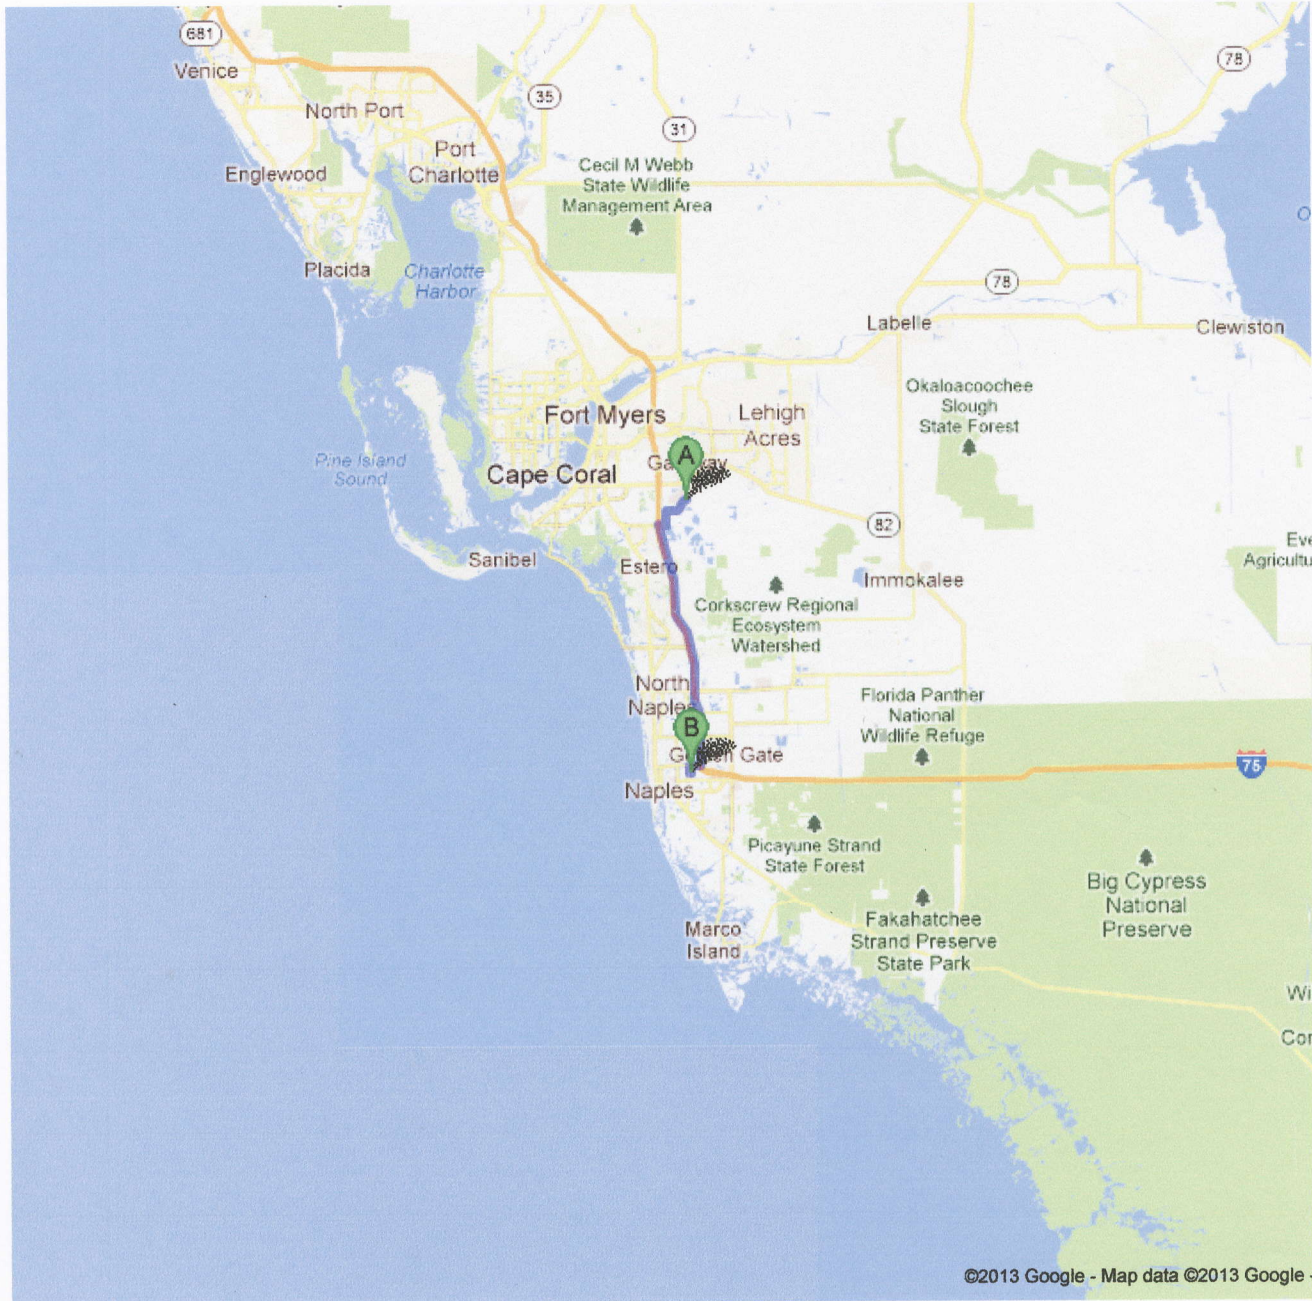 681
Venice
North Port
35
78
31
Port
Charlotte
Englewood
Cecil M Webb
State Wildlife
Management Area
Placida
Charlotte
Harbor
78
Labelle
Clewiston
Okaloacoochee
Slough
State Forest
Fort Myers
Lehigh
Acres
A
Pine Island
Sound
Cape Coral
82
Sanibel
Estero
Immokalee
Corkscrew Regional
Ecosystem
Watershed
North
Naples
Florida Panther
National
Wildlife Refuge
B
Gate
75
Naples
Picayune Strand
State Forest
Big Cypress
National
Preserve
Marco
Island
Fakahatchee
Strand Preserve
State Park
©2013 Google - Map data ©2013 Google -